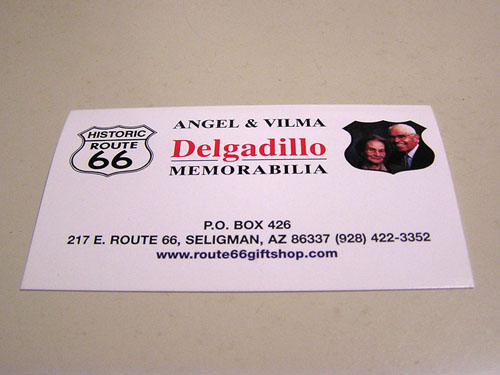 HISTORIC
ROUTE
66
ANGEL & VILMA
Delgadillo
MEMORABILIA
P.O. BOX 426
217 E. ROUTE 66, SELIGMAN, AZ 86337 (928) 422-3352
www.route66giftshop.com